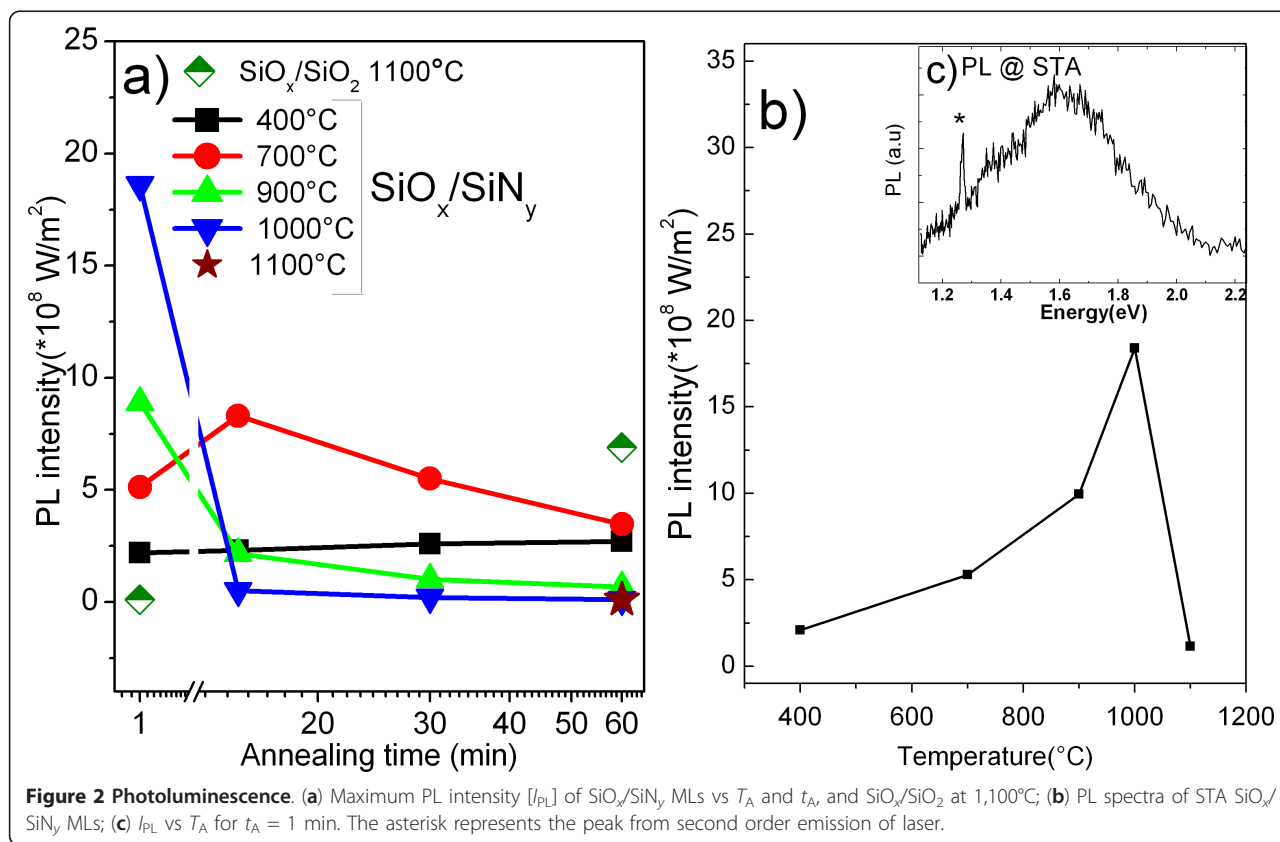 a)
SiOx/SiO2 1100°C
400°C
700°C
900°C
1000°C
1100°C
SiOx/SiNy
25
20
15
10
5
0
PL intensity(*10^8 W/m^2)
1
20
30
40
50
60
Annealing time (min)
b)
35
30
25
20
15
10
5
0
PL intensity(*10^8 W/m^2)
400
600
800
1000
1200
Temperature(°C)
c) PL @ STA
*
PL (a.u)
1.2
1.4
1.6
1.8
2.0
2.2
Energy(eV)
Figure 2 Photoluminescence. (a) Maximum PL intensity [IPL] of SiOx/SiNy MLs vs TA and tA, and SiOx/SiO2 at 1,100°C; (b) PL spectra of STA SiOx/
SiNy MLs; (c) IPL vs TA for tA = 1 min. The asterisk represents the peak from second order emission of laser.